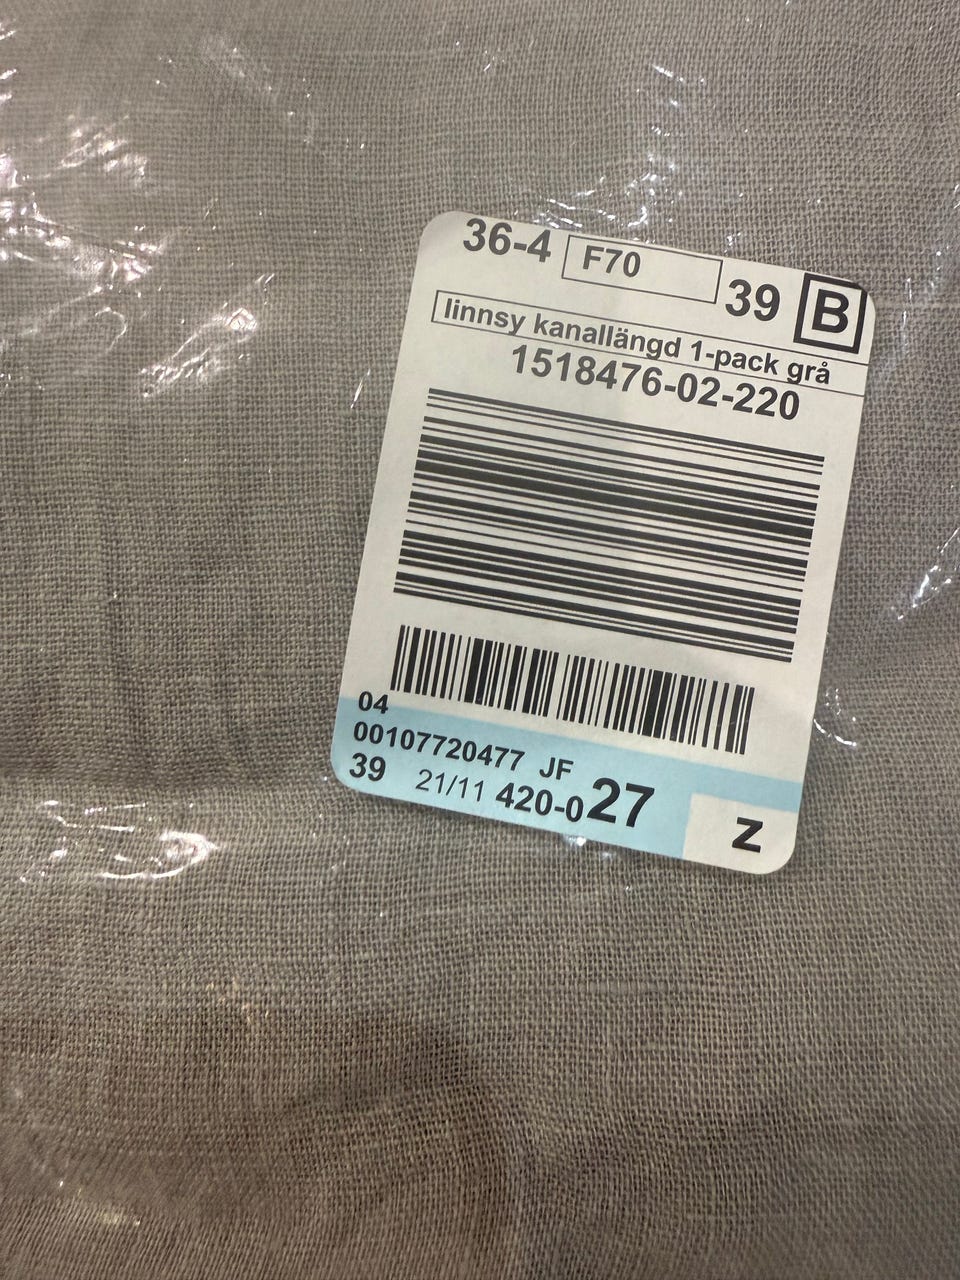 36-4 F70 39 B
linnsy kanallängd 1-pack grå
1518476-02-220
04
00107720477 JF
39 21/11 420-027 Z